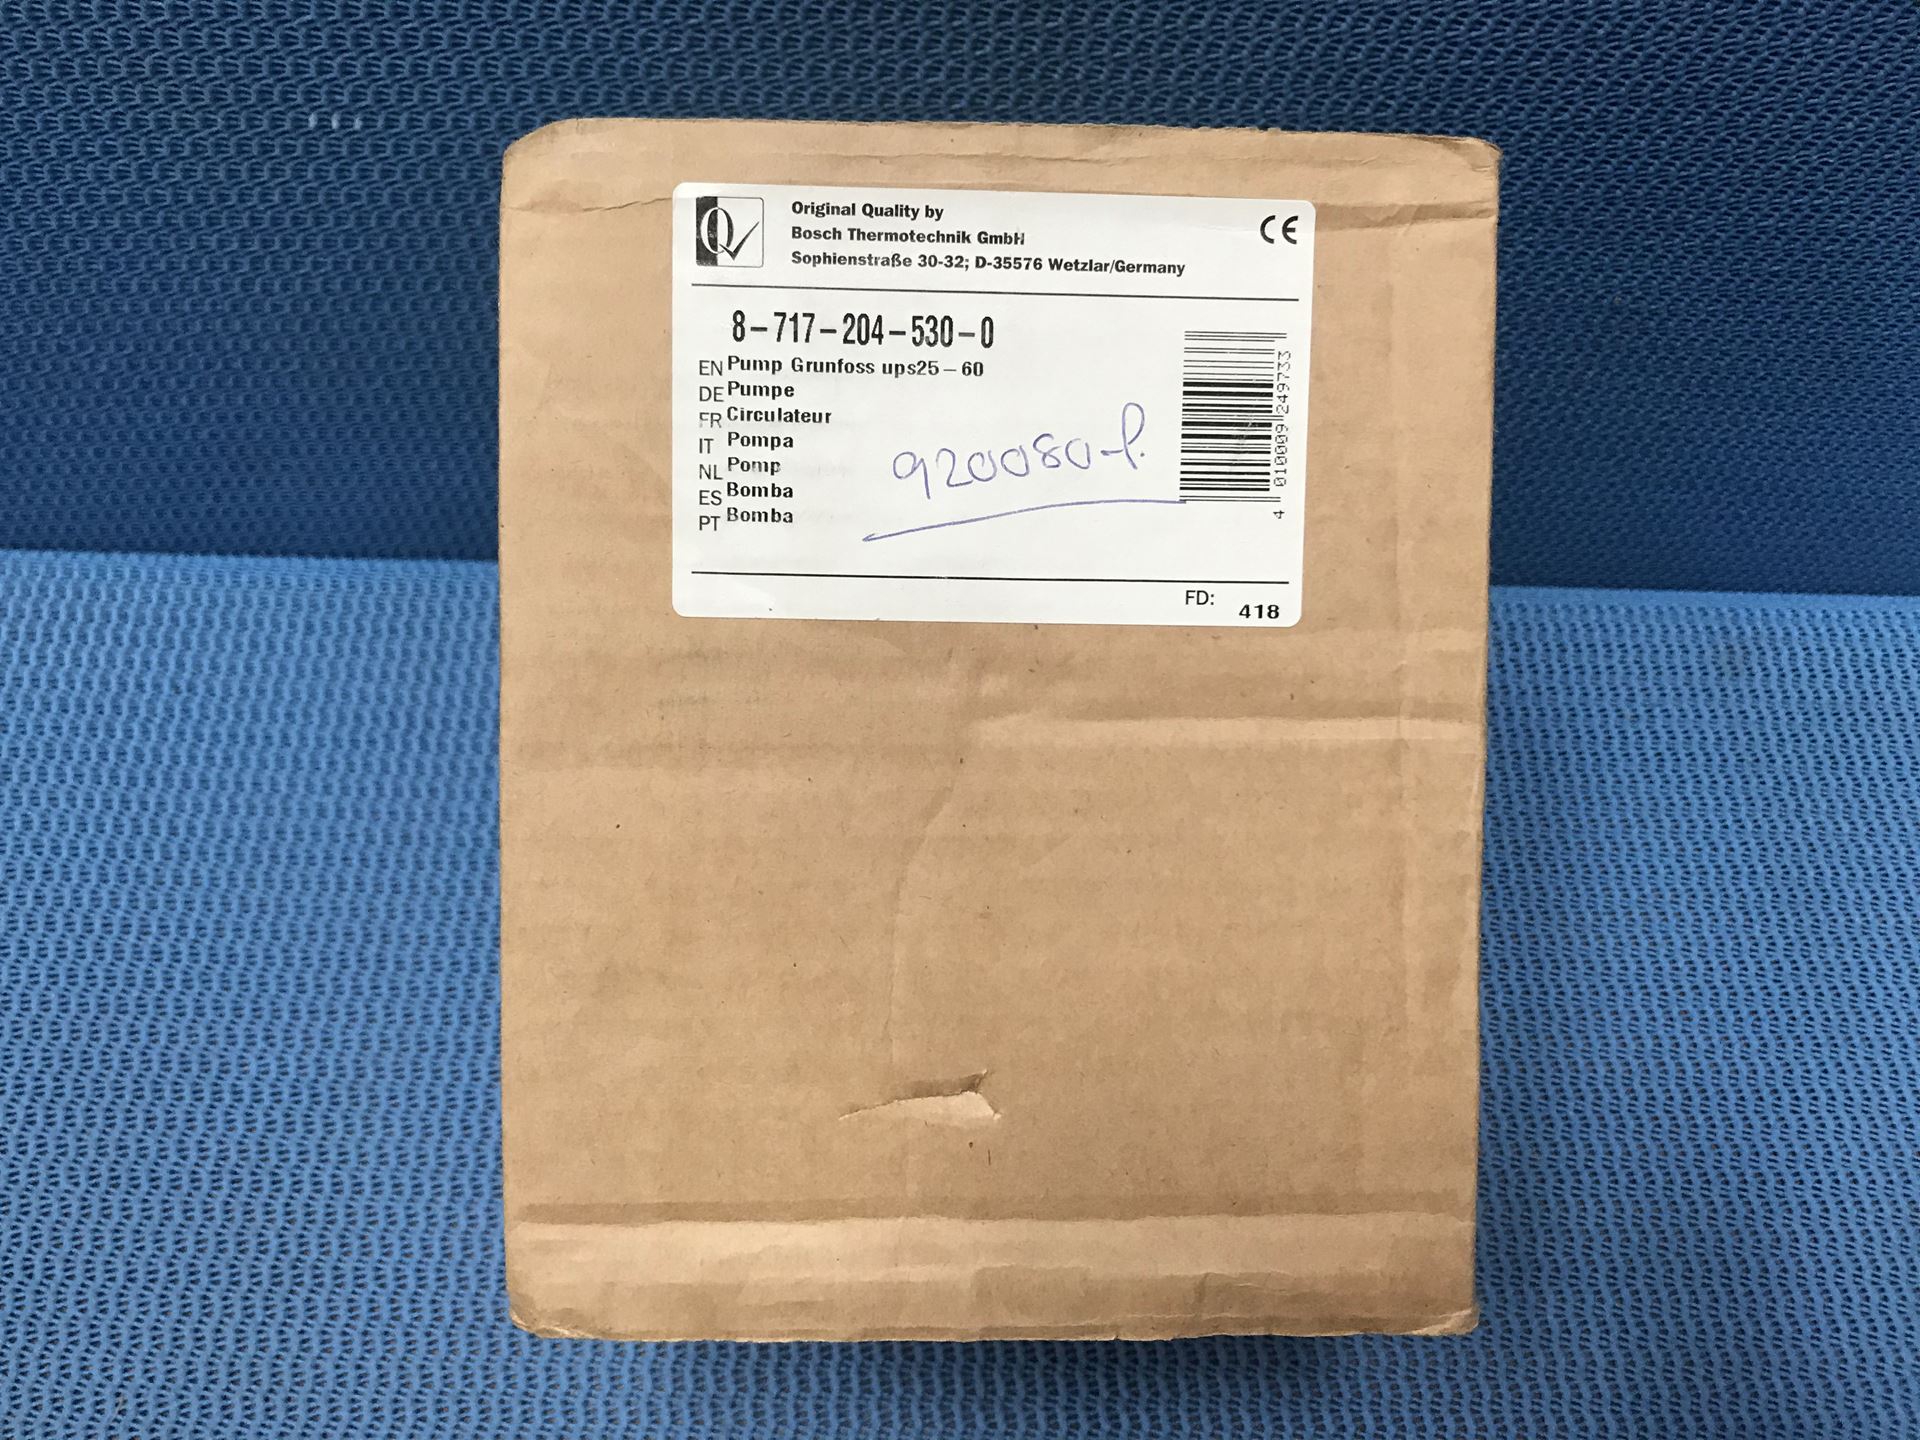 Original Quality by
Bosch Thermotechnik GmbH
Sophienstraße 30-32; D-35576 Wetzlar/Germany
CE
8-717-204-530-0
EN Pump Grunfoss ups25-60
DE Pumpe
FR Circulateur
IT Pompa
NL Pomp
ES Bomba
PT Bomba
920080-P.
4 010009 249733
FD: 418